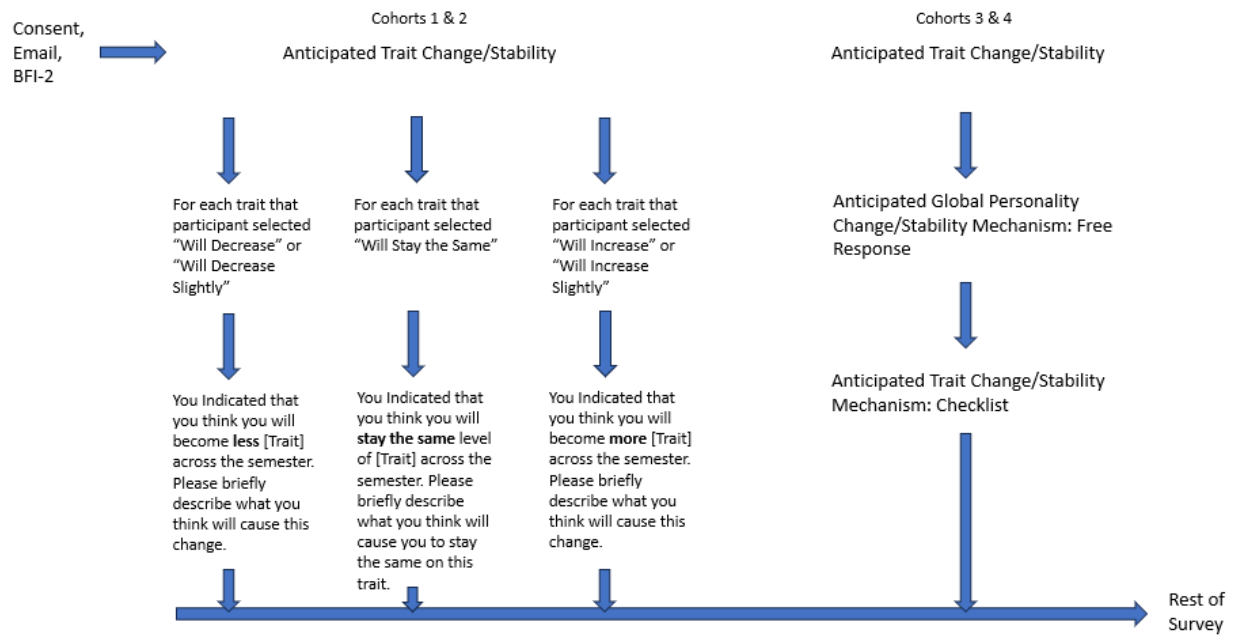 Consent,
Email,
BFI-2
Cohorts 1 & 2
Anticipated Trait Change/Stability
For each trait that
participant selected
“Will Decrease” or
“Will Decrease
Slightly”
For each trait that
participant selected
“Will Stay the Same”
For each trait that
participant selected
“Will Increase” or
“Will Increase
Slightly”
You Indicated that
you think you will
become less [Trait]
across the semester.
Please briefly
describe what you
think will cause this
change.
You Indicated that
you think you will
stay the same level
of [Trait] across the
semester. Please
briefly describe
what you think will
cause you to stay
the same on this
trait.
You Indicated that
you think you will
become more [Trait]
across the semester.
Please briefly
describe what you
think will cause this
change.
Cohorts 3 & 4
Anticipated Trait Change/Stability
Anticipated Global Personality
Change/Stability Mechanism: Free
Response
Anticipated Trait Change/Stability
Mechanism: Checklist
Rest of
Survey